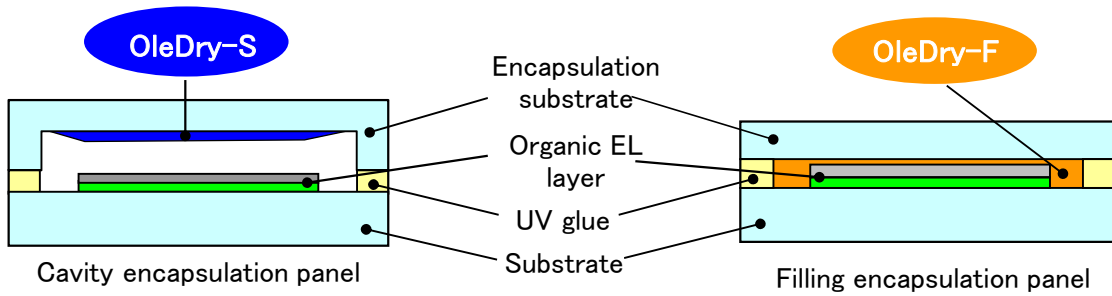 OleDry-S
OleDry-F
Encapsulation
substrate
Organic EL
layer
UV glue
Substrate
Cavity encapsulation panel
Filling encapsulation panel